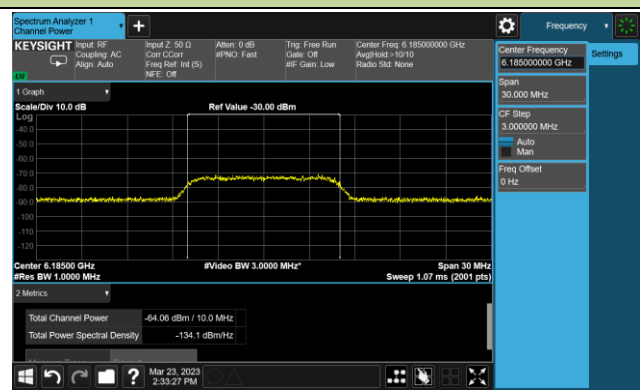 Spectrum Analyzer 1
Channel Power
+
Frequency
KEYSIGHT
Input: RF
Coupling: AC
Align: Auto
Input Z: 50 Ω
Corr CCorr
Freq Ref: Int (S)
NFE: Off
Atten: 0 dB
#PNO: Fast
Trig: Free Run
Gate: Off
#IF Gain: Low
Center Freq: 6.185000000 GHz
Avg|Hold:>10/10
Radio Std: None
Center Frequency
6.185000000 GHz
Settings
Span
30.000 MHz
CF Step
3.000000 MHz
Auto
Man
Freq Offset
0 Hz
1 Graph
Scale/Div 10.0 dB
Ref Value -30.00 dBm
Log
-40.0
-50.0
-60.0
-70.0
-80.0
-90.0
-100
-110
-120
Center 6.18500 GHz
#Video BW 3.0000 MHz*
Span 30 MHz
#Res BW 1.0000 MHz
Sweep 1.07 ms (2001 pts)
2 Metrics
Total Channel Power
-64.06 dBm / 10.0 MHz
Total Power Spectral Density
-134.1 dBm/Hz
?
Mar 23, 2023
2:33:27 PM